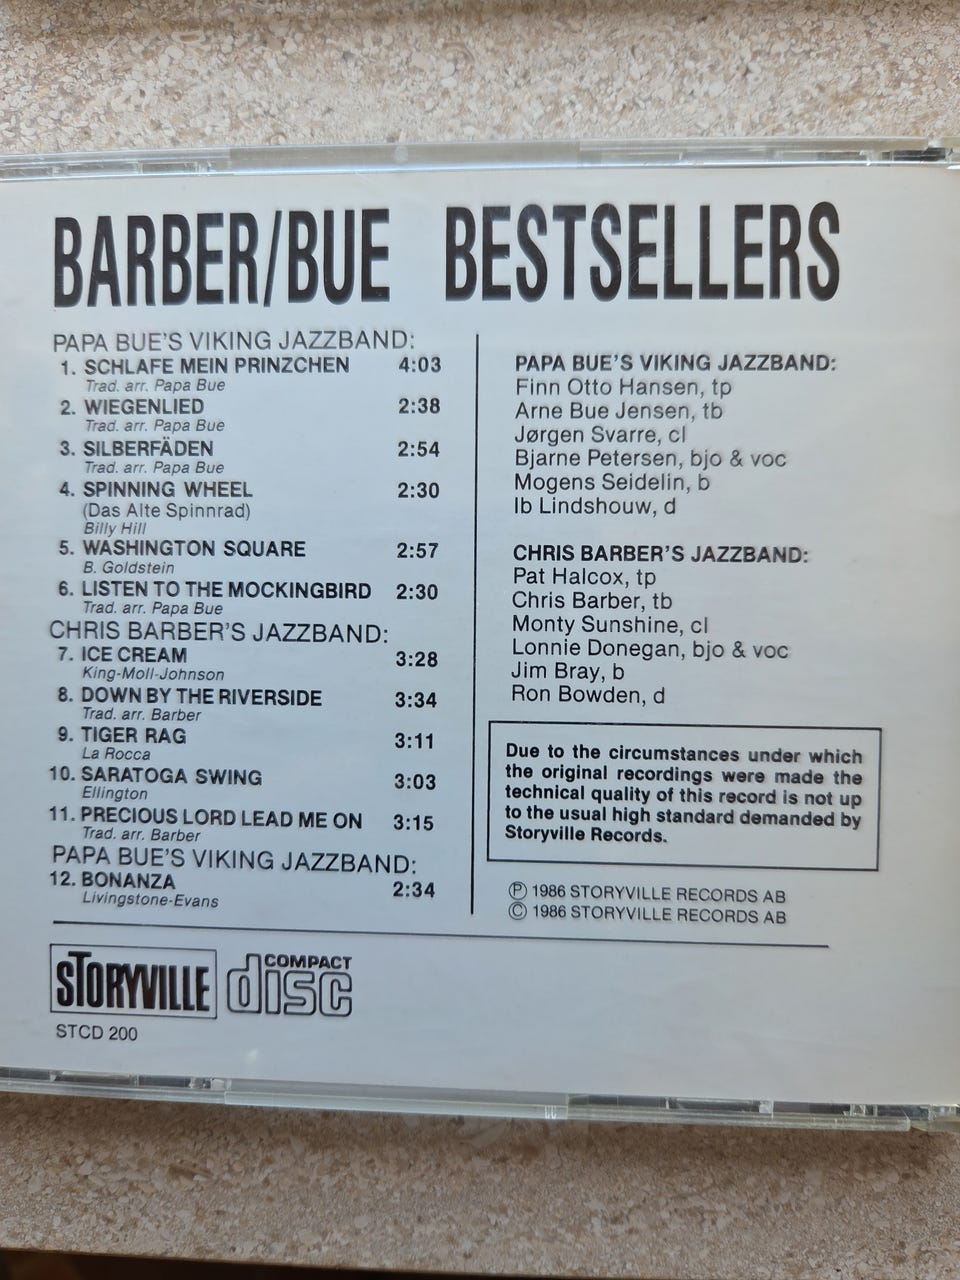 BARBER/BUE BESTSELLERS
PAPA BUE'S VIKING JAZZBAND:
1. SCHLAFE MEIN PRINZCHEN 4:03
Trad. arr. Papa Bue
2. WIEGENLIED 2:38
Trad. arr. Papa Bue
3. SILBERFÄDEN 2:54
Trad. arr. Papa Bue
4. SPINNING WHEEL 2:30
(Das Alte Spinnrad)
Billy Hill
5. WASHINGTON SQUARE 2:57
B. Goldstein
6. LISTEN TO THE MOCKINGBIRD 2:30
Trad. arr. Papa Bue
CHRIS BARBER'S JAZZBAND:
7. ICE CREAM 3:28
King-Moll-Johnson
8. DOWN BY THE RIVERSIDE 3:34
Trad. arr. Barber
9. TIGER RAG 3:11
La Rocca
10. SARATOGA SWING 3:03
Ellington
11. PRECIOUS LORD LEAD ME ON 3:15
Trad. arr. Barber
PAPA BUE'S VIKING JAZZBAND:
12. BONANZA 2:34
Livingstone-Evans
PAPA BUE'S VIKING JAZZBAND:
Finn Otto Hansen, tp
Arne Bue Jensen, tb
Jørgen Svarre, cl
Bjarne Petersen, bjo & voc
Mogens Seidelin, b
Ib Lindshouw, d
CHRIS BARBER'S JAZZBAND:
Pat Halcox, tp
Chris Barber, tb
Monty Sunshine, cl
Lonnie Donegan, bjo & voc
Jim Bray, b
Ron Bowden, d
Due to the circumstances under which
the original recordings were made the
technical quality of this record is not up
to the usual high standard demanded by
Storyville Records.
Ⓟ 1986 STORYVILLE RECORDS AB
© 1986 STORYVILLE RECORDS AB
STORYVILLE
COMPACT
disc
STCD 200